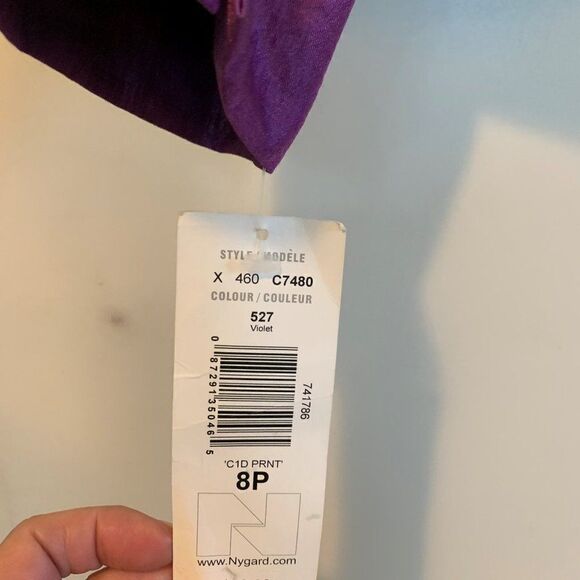 STYLE / MODÈLE
X 460 C7480
COLOUR / COULEUR
527
Violet
0 87291 35046 5
741786
'C1D PRNT'
8P
www.Nygard.com